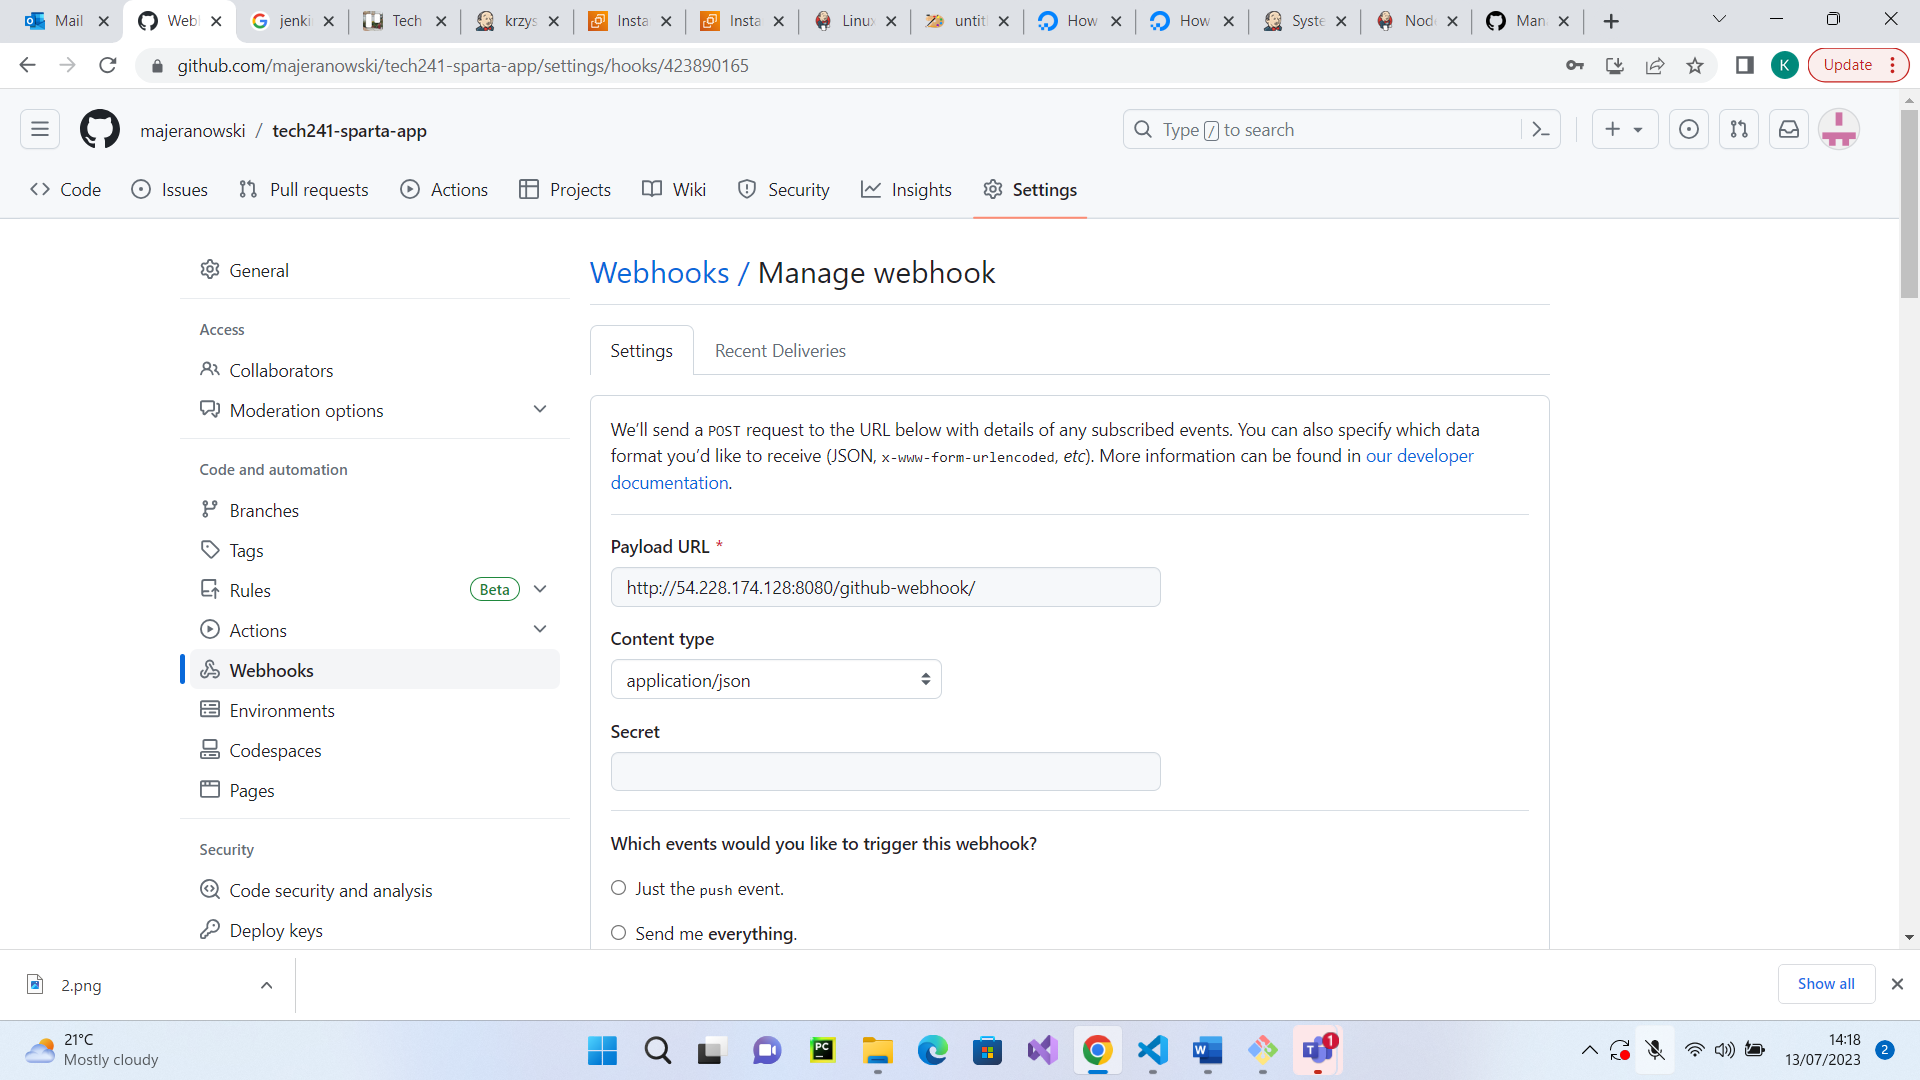 Mail
Webl
jenki
Tech
krzys
Insta
Insta
Linux
untitl
How
How
Syste
Node
Man
github.com/majeranowski/tech241-sparta-app/settings/hooks/423890165
K
Update
majeranowski / tech241-sparta-app
Type / to search
Code
Issues
Pull requests
Actions
Projects
Wiki
Security
Insights
Settings
General
Access
Collaborators
Moderation options
Code and automation
Branches
Tags
Rules
Beta
Actions
Webhooks
Environments
Codespaces
Pages
Security
Code security and analysis
Deploy keys
Webhooks / Manage webhook
Settings
Recent Deliveries
We'll send a POST request to the URL below with details of any subscribed events. You can also specify which data
format you'd like to receive (JSON, x-www-form-urlencoded, etc). More information can be found in our developer
documentation.
Payload URL *
http://54.228.174.128:8080/github-webhook/
Content type
application/json
Secret
Which events would you like to trigger this webhook?
Just the push event.
Send me everything.
2.png
Show all
21°C
Mostly cloudy
PC
1
14:18
13/07/2023
2